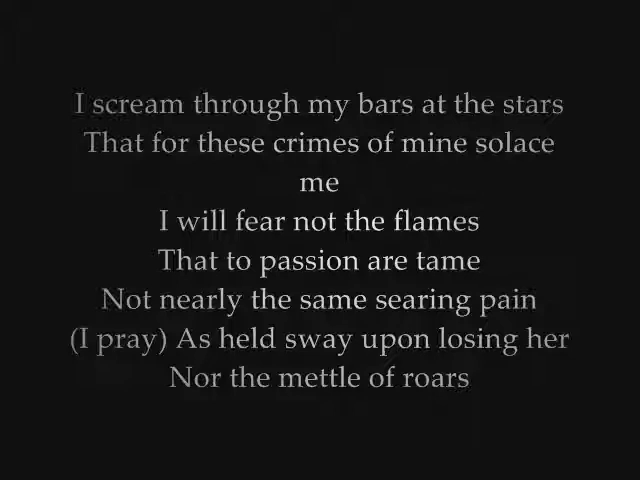 I scream through my bars at the stars
That for these crimes of mine solace
me
I will fear not the flames
That to passion are tame
Not nearly the same searing pain
(I pray) As held sway upon losing her
Nor the mettle of roars